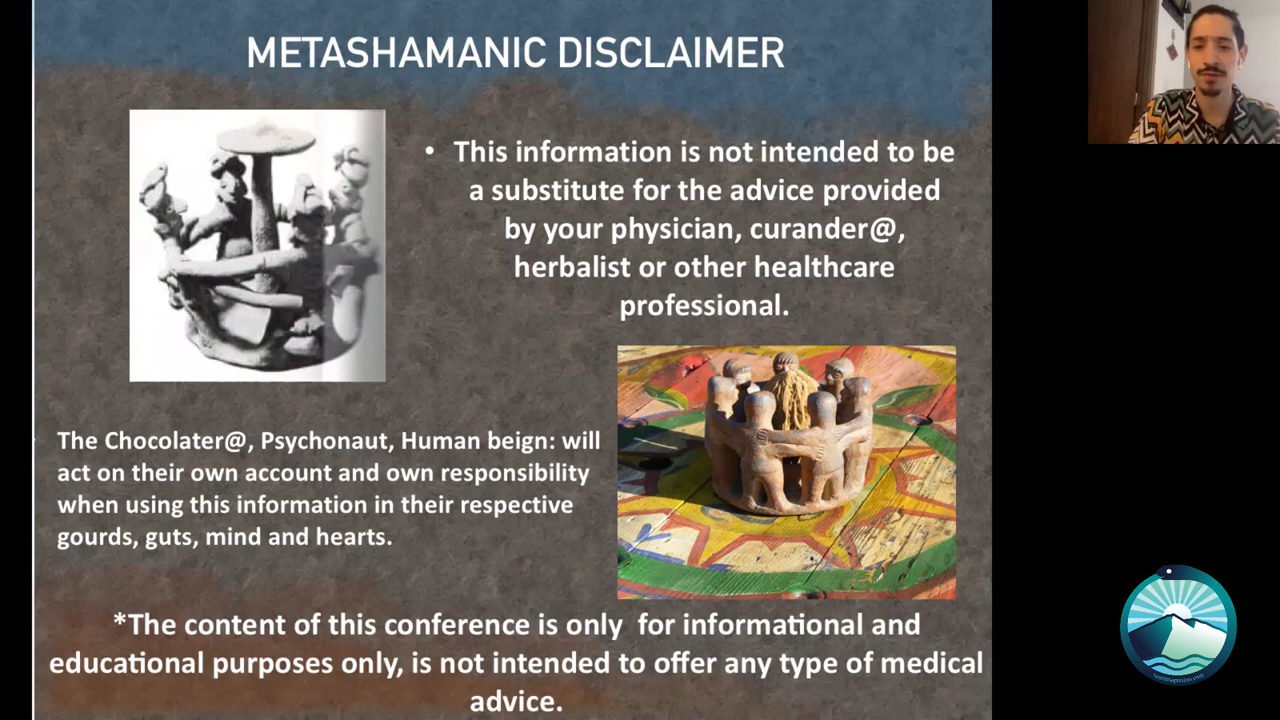 METASHAMANIC DISCLAIMER
• This information is not intended to be
a substitute for the advice provided
by your physician, curander@,
herbalist or other healthcare
professional.
The Chocolater@, Psychonaut, Human beign: will
act on their own account and own responsibility
when using this information in their respective
gourds, guts, mind and hearts.
*The content of this conference is only for informational and
educational purposes only, is not intended to offer any type of medical
advice.